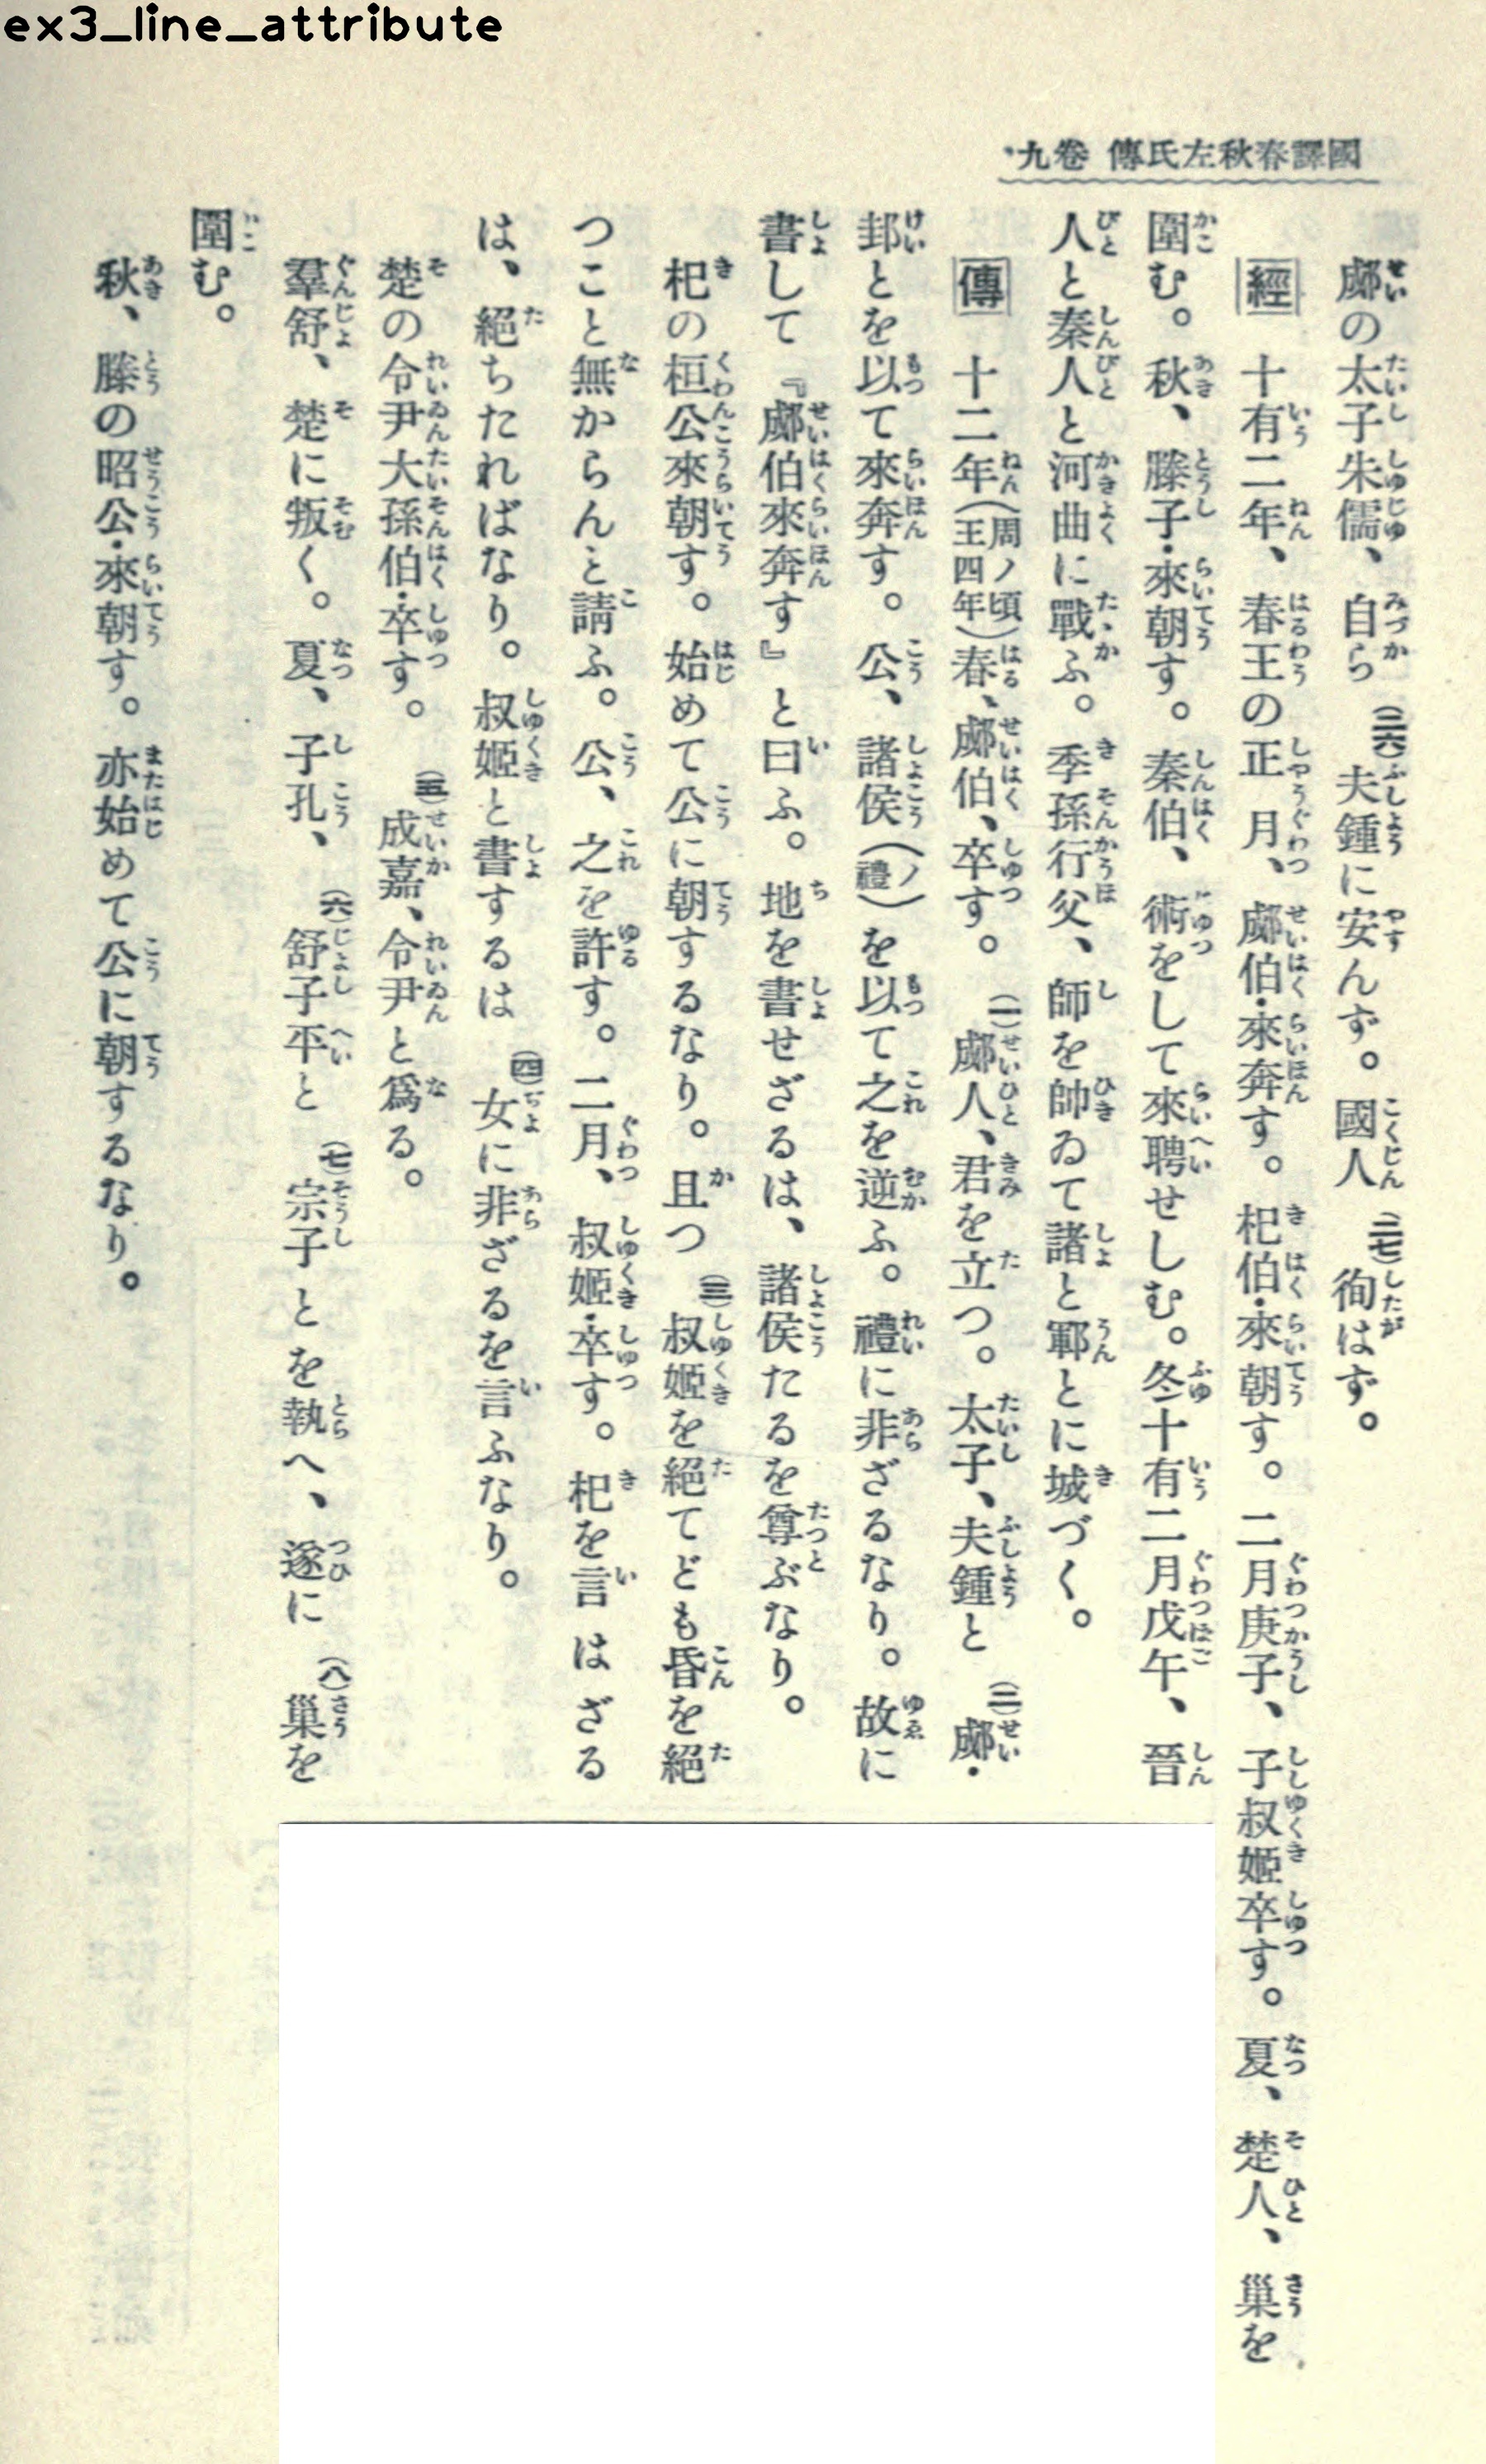 ex3_line_attribute
國譯春秋左氏傳 卷九
郕の太子朱儒、自ら(二六)夫鍾に安んず。國人(二七)徇はず。
經 十有二年、春王の正月、郕伯・來奔す。杞伯・來朝す。二月庚子、子叔姬卒す。夏、楚人、巢を
圍む。秋、滕子・來朝す。秦伯、術をして來聘せしむ。冬十有二月戊午、晉
人と秦人と河曲に戰ふ。季孫行父、師を帥ゐて諸と鄆とに城づく。
傳 十二年(周ノ頃王四年)春、郕伯、卒す。(一)郕人、君を立つ。太子、夫鍾と(二)郕・
邽とを以て來奔す。公、諸侯(ノ禮)を以て之を逆ふ。禮に非ざるなり。故に
書して『郕伯來奔す』と曰ふ。地を書せざるは、諸侯たるを尊ぶなり。
杞の桓公來朝す。始めて公に朝するなり。且つ(三)叔姬を絕てども昏を絕
つこと無からんと請ふ。公、之を許す。二月、叔姬・卒す。杞を言はざる
は、絕ちたればなり。叔姬と書するは(四)女に非ざるを言ふなり。
楚の令尹大孫伯・卒す。(五)成嘉、令尹と爲る。
羣舒、楚に叛く。夏、子孔、(六)舒子平と(七)宗子とを執へ、遂に(八)巢を
圍む。
秋、滕の昭公・來朝す。亦始めて公に朝するなり。